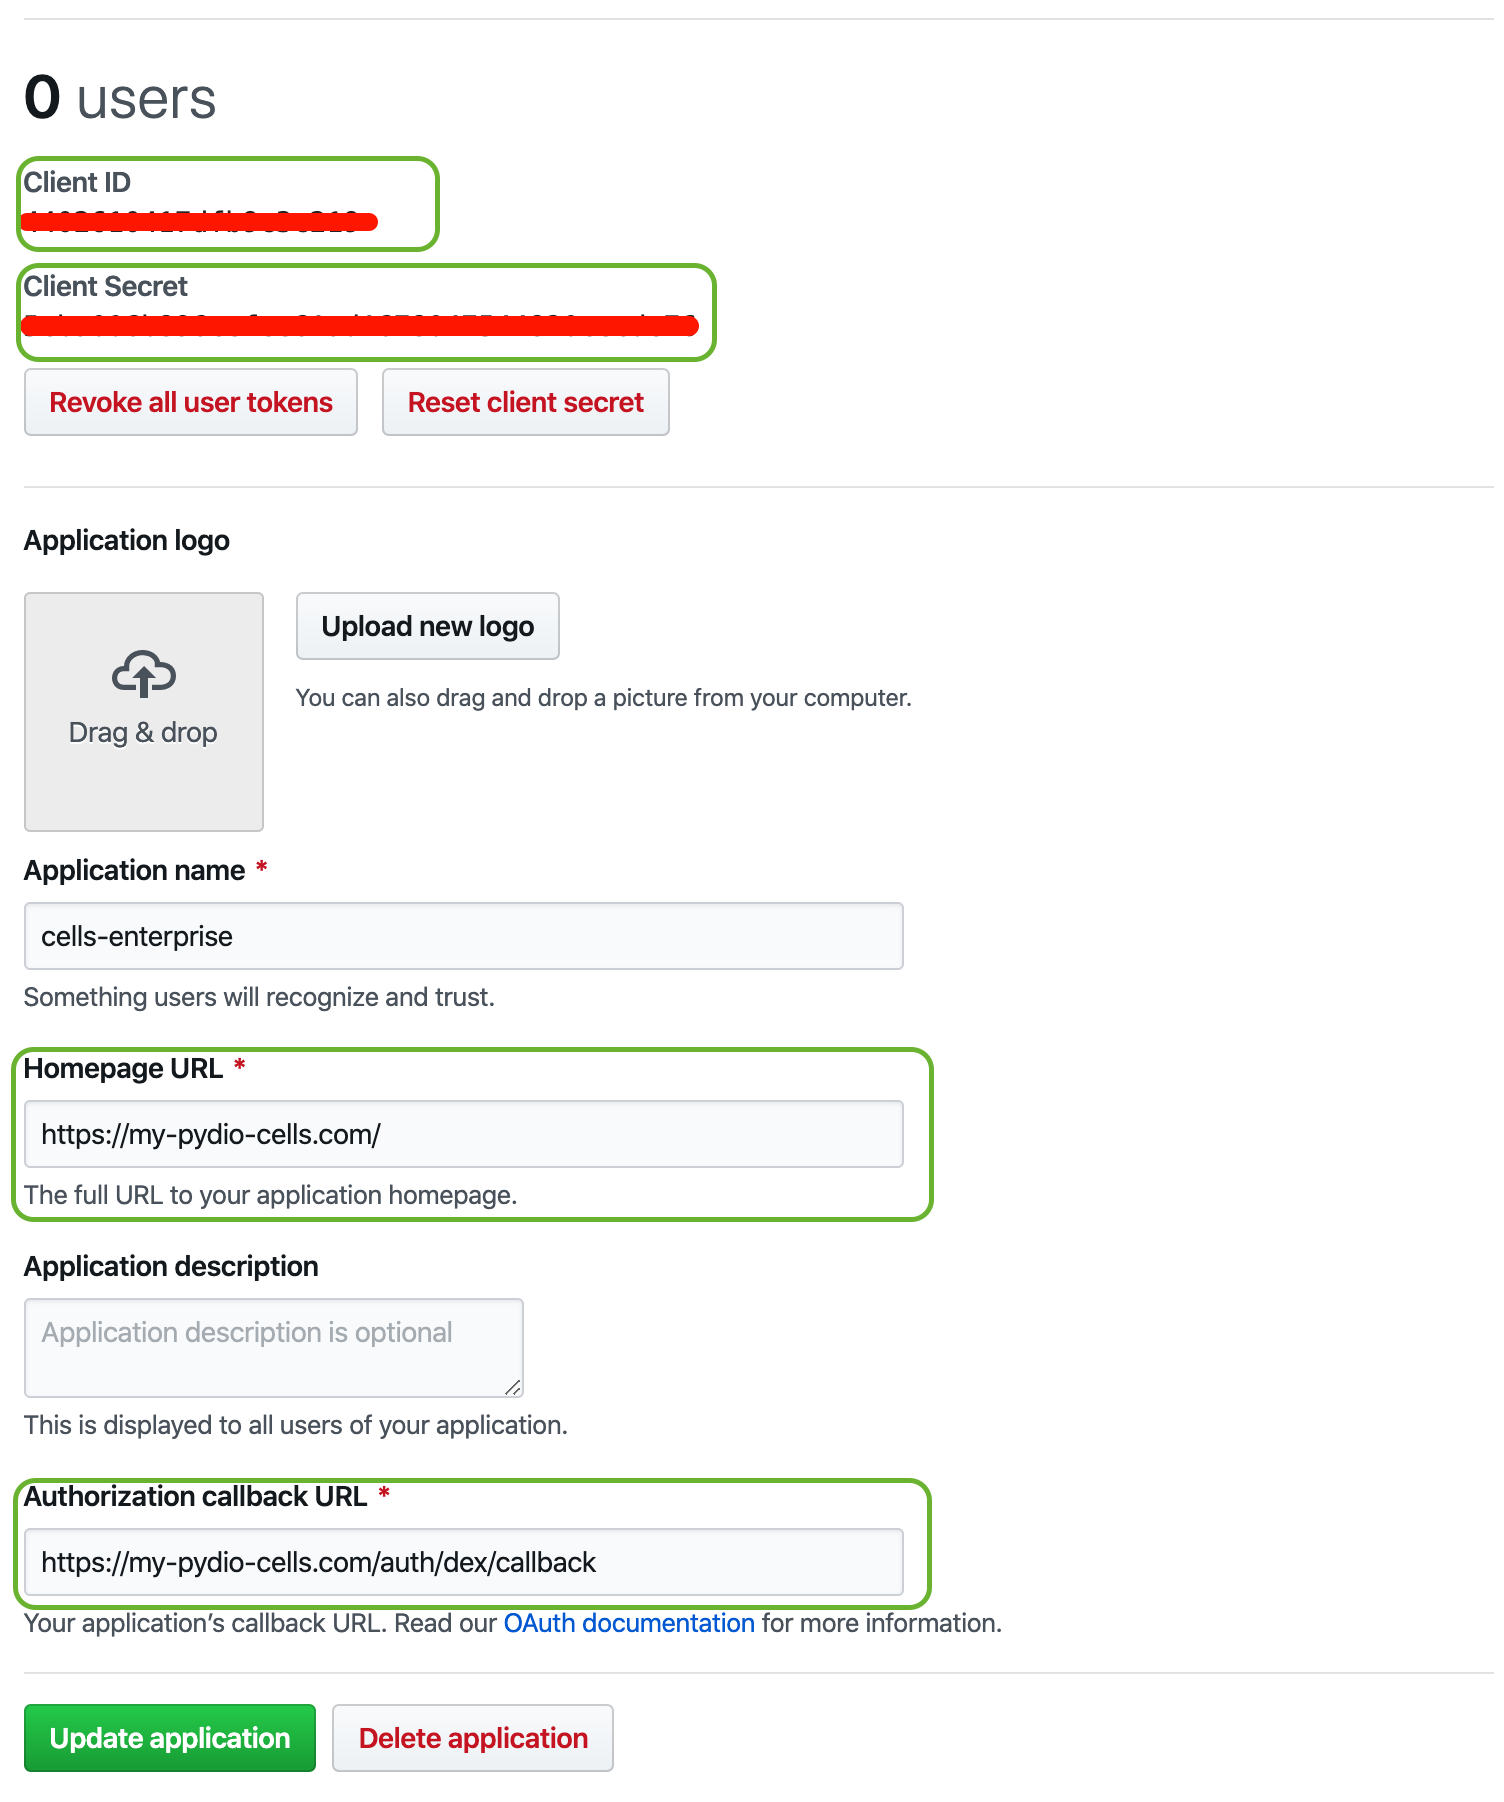 0 users
Client ID
Client Secret
Revoke all user tokens
Reset client secret
Application logo
Upload new logo
You can also drag and drop a picture from your computer.
Drag & drop
Application name *
cells-enterprise
Something users will recognize and trust.
Homepage URL *
https://my-pydio-cells.com/
The full URL to your application homepage.
Application description
Application description is optional
This is displayed to all users of your application.
Authorization callback URL *
https://my-pydio-cells.com/auth/dex/callback
Your application's callback URL. Read our OAuth documentation for more information.
Update application
Delete application